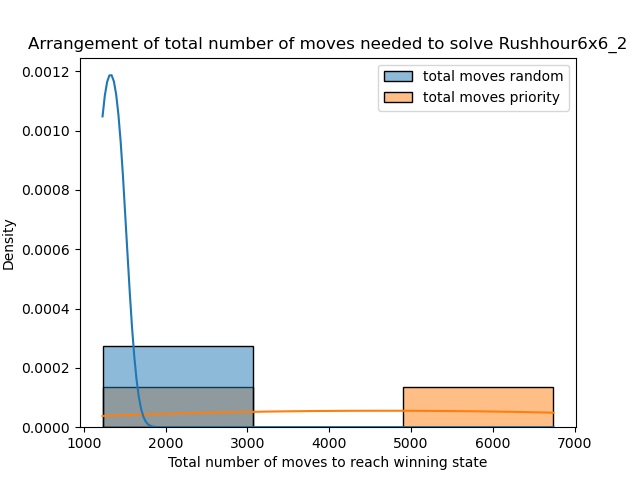 Arrangement of total number of moves needed to solve Rushhour6x6_2
total moves random
total moves priority
0.0012
0.0010
0.0008
0.0006
0.0004
0.0002
0.0000
Density
1000 2000 3000 4000 5000 6000 7000
Total number of moves to reach winning state